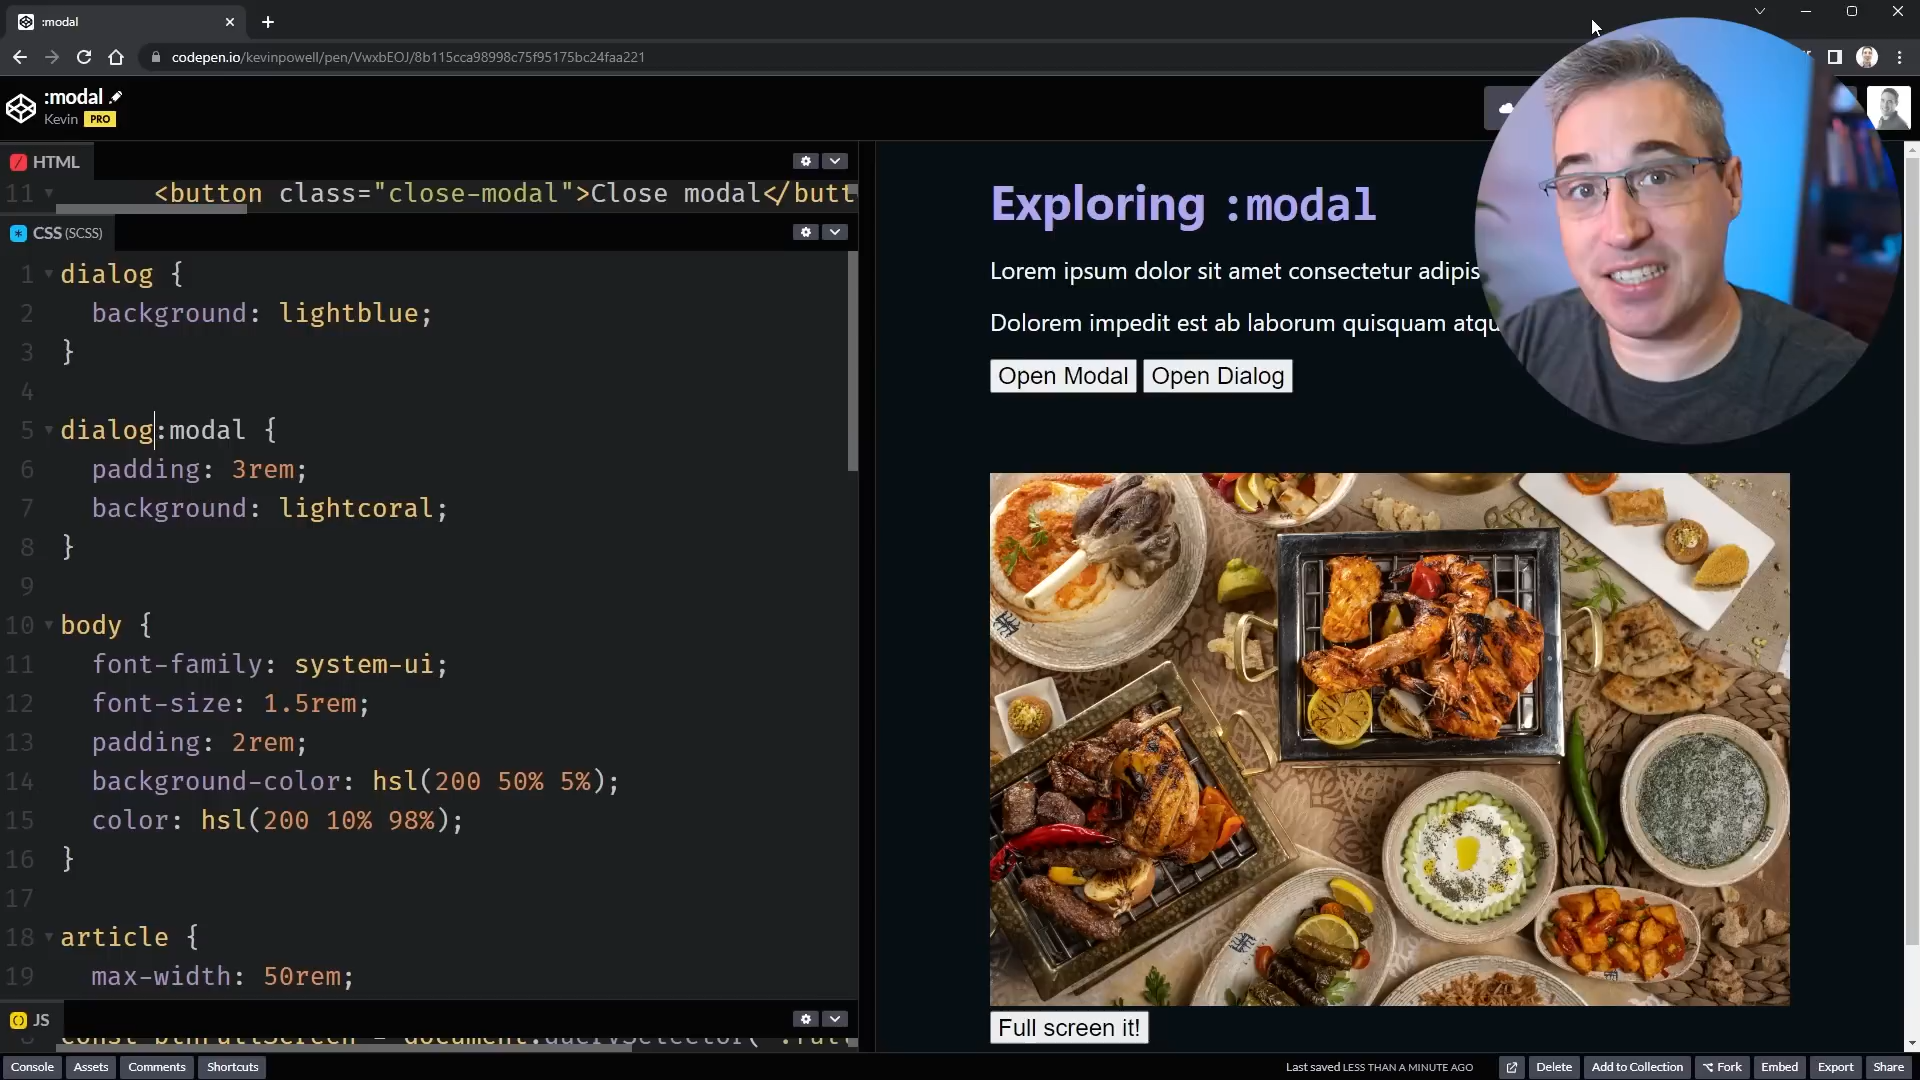 :modal
codepen.io/kevinpowell/pen/VwxbEOJ/8b115cca98998c75f95175bc24faa221
:modal
Kevin PRO
HTML
11 <button class="close-modal">Close modal</butt
CSS (SCSS)
1 dialog {
2 background: lightblue;
3 }
4
5 dialog:modal {
6 padding: 3rem;
7 background: lightcoral;
8 }
9
10 body {
11 font-family: system-ui;
12 font-size: 1.5rem;
13 padding: 2rem;
14 background-color: hsl(200 50% 5%);
15 color: hsl(200 10% 98%);
16 }
17
18 article {
19 max-width: 50rem;
JS
const btnFullScreen = document.querySelector(
Exploring :modal
Lorem ipsum dolor sit amet consectetur adipis
Dolorem impedit est ab laborum quisquam atqu
Open Modal Open Dialog
Full screen it!
Console Assets Comments Shortcuts
Last saved LESS THAN A MINUTE AGO Delete Add to Collection Fork Embed Export Share